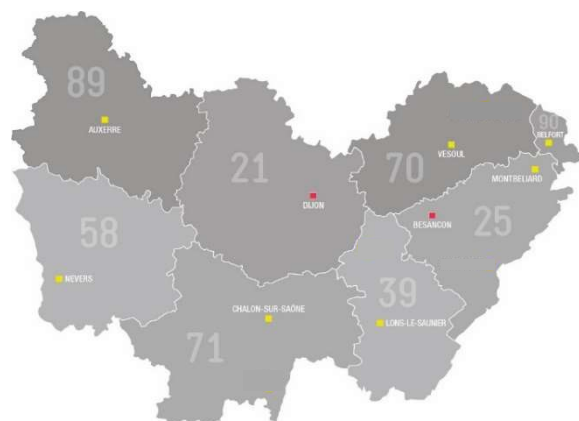 89
AUXERRE
21
DIJON
70
VESOUL
90
BELFORT
MONTBELIARD
58
NEVERS
BESANCON
25
CHALON-SUR-SAÔNE
71
39
LONS-LE-SAUNIER